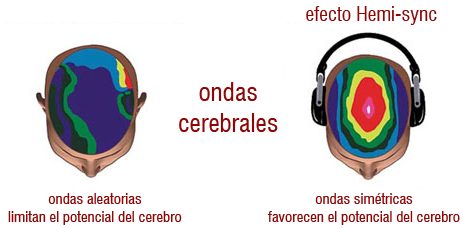 efecto Hemi-sync
ondas
cerebrales
ondas aleatorias
limitan el potencial del cerebro
ondas simétricas
favorecen el potencial del cerebro